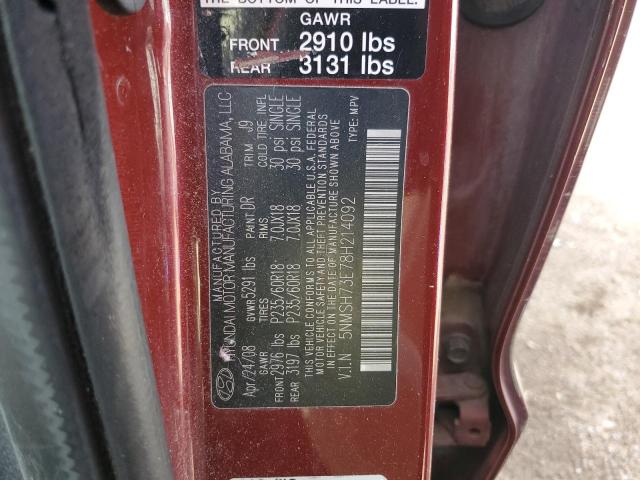 THE BOTTOM OF THIS LABEL.
GAWR
FRONT 2910 lbs
REAR 3131 lbs
MANUFACTURED BY
HYUNDAI MOTOR MANUFACTURING ALABAMA, LLC
Apr/24/08 GVWR 5291 lbs PAINT DR TRIM J9
GAWR TIRES RIMS COLD TIRE INFL
FRONT 2976 lbs P235/60R18 7.0JX18 30 psi SINGLE
REAR 3197 lbs P235/60R18 7.0JX18 30 psi SINGLE
THIS VEHICLE CONFORMS TO ALL APPLICABLE U.S.A. FEDERAL
MOTOR VEHICLE SAFETY AND THEFT PREVENTION STANDARDS
IN EFFECT ON THE DATE OF MANUFACTURE SHOWN ABOVE.
V.I.N 5NMSH73E78H214092 TYPE: MPV